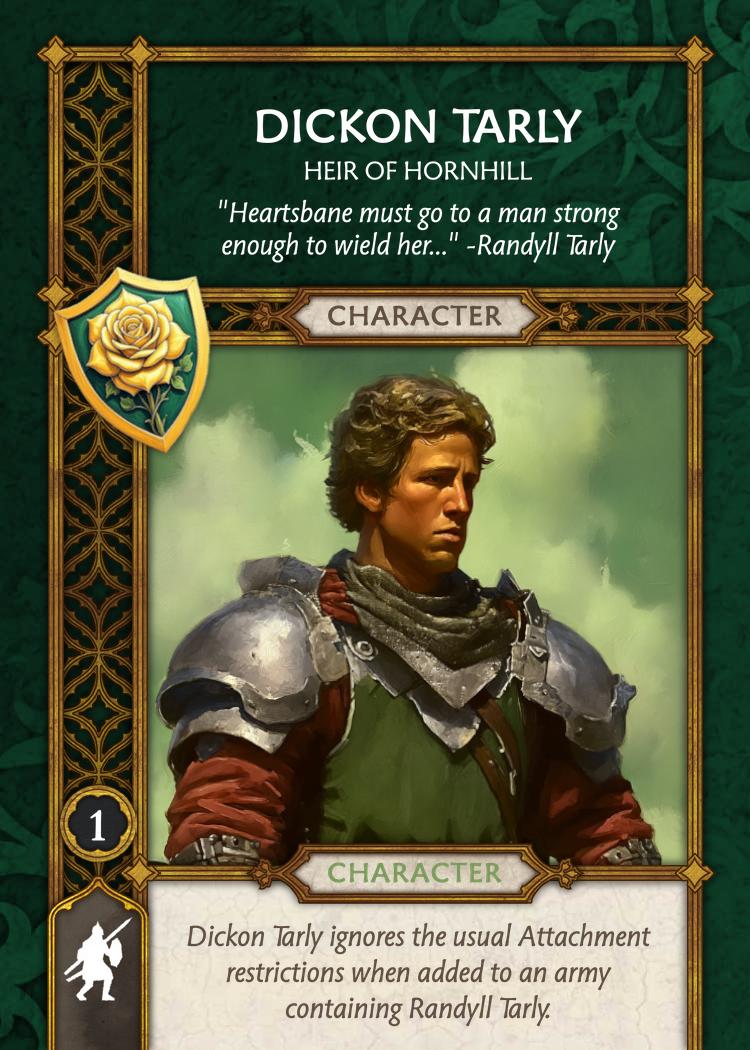 DICKON TARLY
HEIR OF HORNHILL
"Heartsbane must go to a man strong
enough to wield her..." -Randyll Tarly
CHARACTER
1
CHARACTER
Dickon Tarly ignores the usual Attachment
restrictions when added to an army
containing Randyll Tarly.